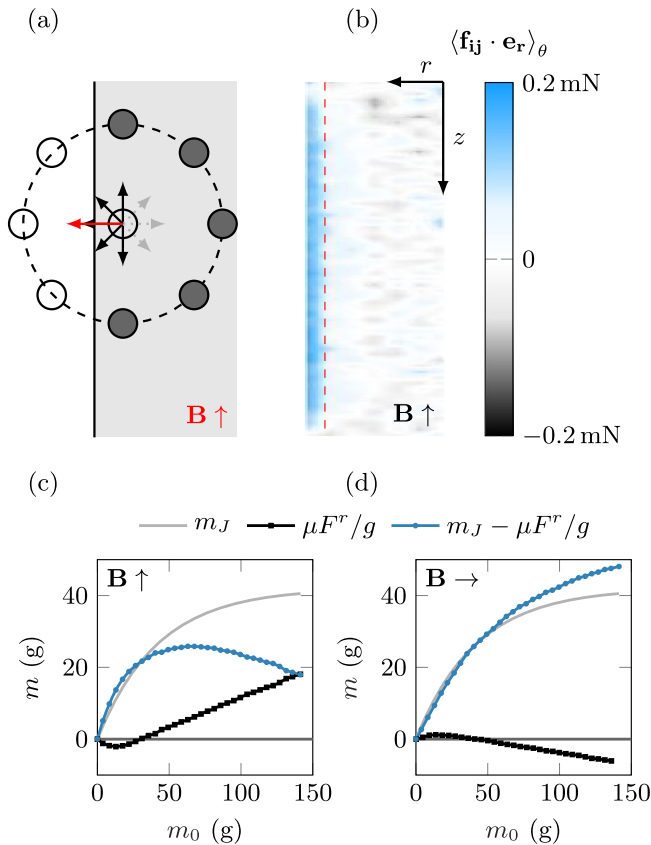 (a)
(b)
⟨f_ij · e_r⟩_θ
r
z
0.2 mN
0
−0.2 mN
B ↑
B ↑
(c)
(d)
m_J
μF^r/g
m_J − μF^r/g
B ↑
B →
m (g)
40
20
0
0
50
100
150
m_0 (g)
m (g)
40
20
0
0
50
100
150
m_0 (g)